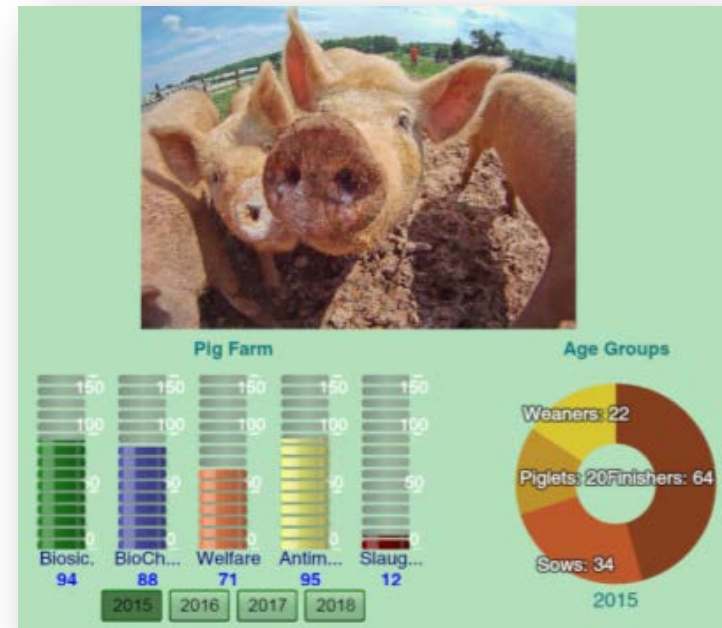 Pig Farm
Age Groups
150 150 150 150 150
100 100 100 100 100
50 50 50 50 50
0 0 0 0 0
Biosic. BioCh... Welfare Antim... Slaug...
94 88 71 95 12
2015 2016 2017 2018
Weaners: 22
Piglets: 20 Finishers: 64
Sows: 34
2015